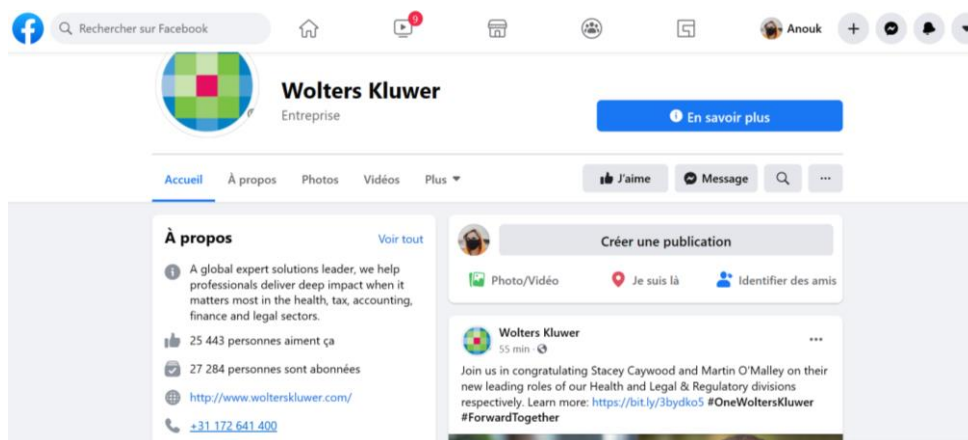 Rechercher sur Facebook
9
Anouk
Wolters Kluwer
Entreprise
En savoir plus
Accueil À propos Photos Vidéos Plus
J'aime Message
À propos Voir tout
A global expert solutions leader, we help
professionals deliver deep impact when it
matters most in the health, tax, accounting,
finance and legal sectors.
25 443 personnes aiment ça
27 284 personnes sont abonnées
http://www.wolterskluwer.com/
+31 172 641 400
Créer une publication
Photo/Vidéo Je suis là Identifier des amis
Wolters Kluwer
55 min ·
Join us in congratulating Stacey Caywood and Martin O'Malley on their
new leading roles of our Health and Legal & Regulatory divisions
respectively. Learn more: https://bit.ly/3bydko5 #OneWoltersKluwer
#ForwardTogether